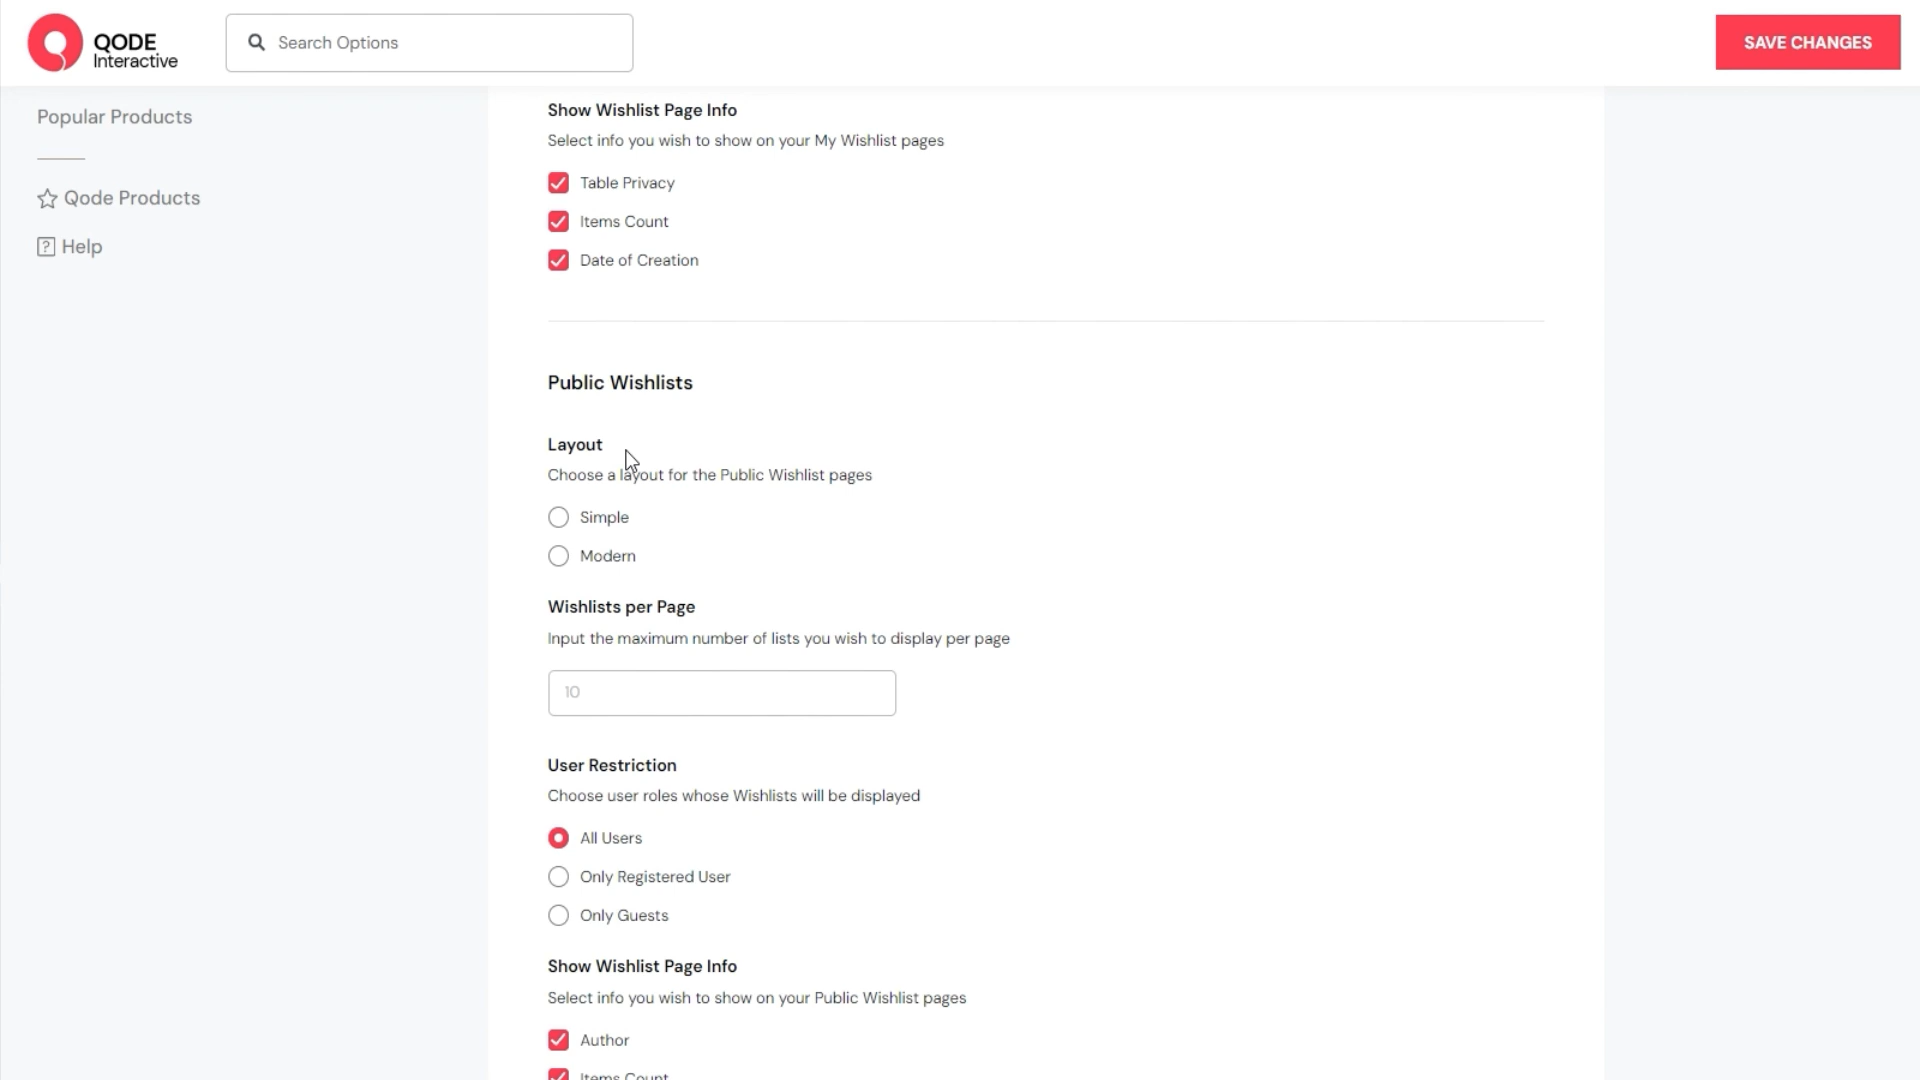 QODE
Interactive
Search Options
SAVE CHANGES
Popular Products
Qode Products
Help
Show Wishlist Page Info
Select info you wish to show on your My Wishlist pages
Table Privacy
Items Count
Date of Creation
Public Wishlists
Layout
Choose a layout for the Public Wishlist pages
Simple
Modern
Wishlists per Page
Input the maximum number of lists you wish to display per page
10
User Restriction
Choose user roles whose Wishlists will be displayed
All Users
Only Registered User
Only Guests
Show Wishlist Page Info
Select info you wish to show on your Public Wishlist pages
Author
Items Count